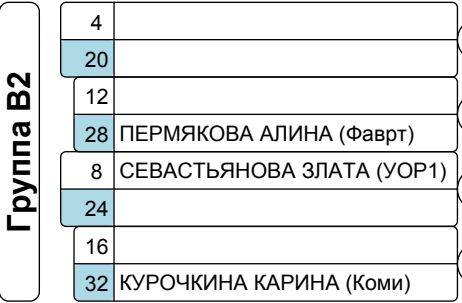 Группа B2
4
20
12
28 ПЕРМЯКОВА АЛИНА (Фаврт)
8 СЕВАСТЬЯНОВА ЗЛАТА (УОР1)
24
16
32 КУРОЧКИНА КАРИНА (Коми)